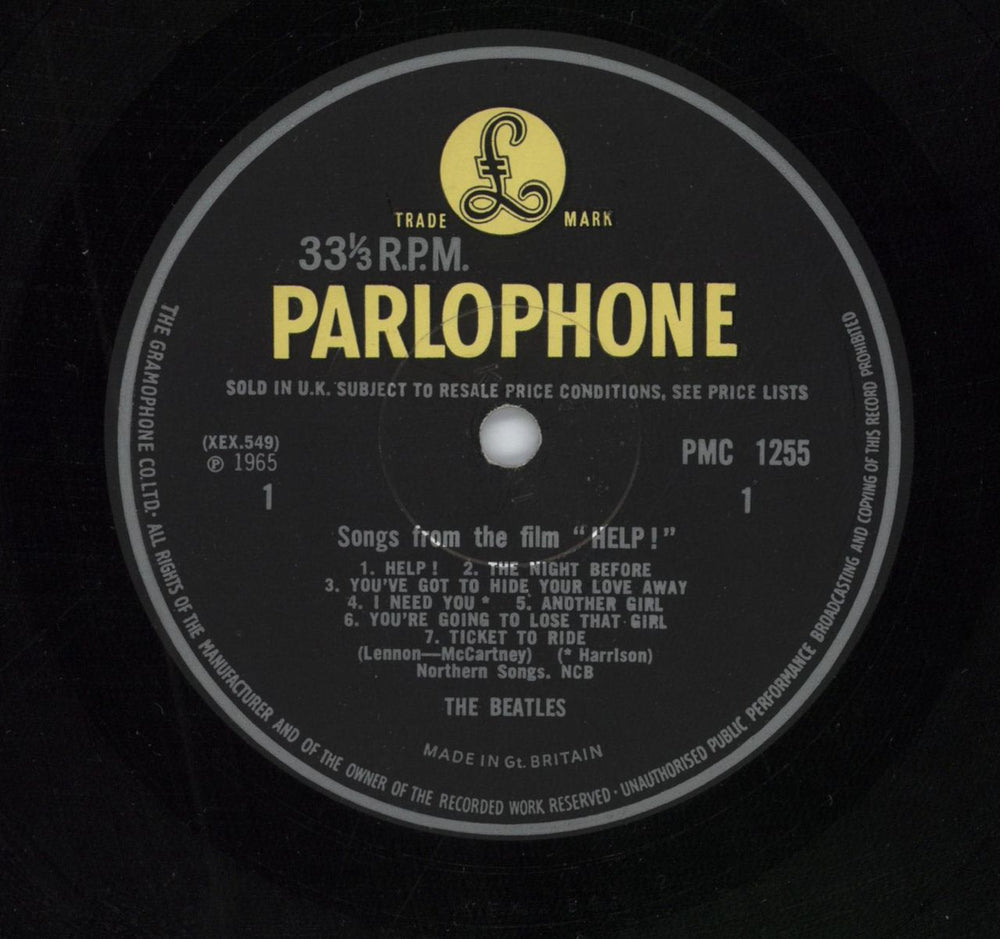 £
TRADE MARK
33⅓ R.P.M.
PARLOPHONE
SOLD IN U.K. SUBJECT TO RESALE PRICE CONDITIONS, SEE PRICE LISTS
(XEX.549)
℗ 1965
1
PMC 1255
1
Songs from the film "HELP!"
1. HELP! 2. THE NIGHT BEFORE
3. YOU'VE GOT TO HIDE YOUR LOVE AWAY
4. I NEED YOU * 5. ANOTHER GIRL
6. YOU'RE GOING TO LOSE THAT GIRL
7. TICKET TO RIDE
(Lennon—McCartney) (* Harrison)
Northern Songs. NCB
THE BEATLES
MADE IN Gt. BRITAIN
THE GRAMOPHONE CO.LTD. ALL RIGHTS OF THE MANUFACTURER AND OF THE OWNER OF THE RECORDED WORK RESERVED · UNAUTHORISED PUBLIC PERFORMANCE BROADCASTING AND COPYING OF THIS RECORD PROHIBITED